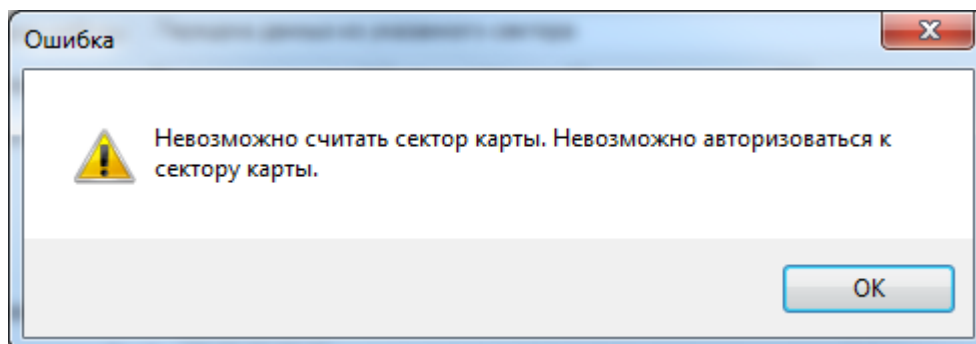 Ошибка
Невозможно считать сектор карты. Невозможно авторизоваться к
сектору карты.
OK